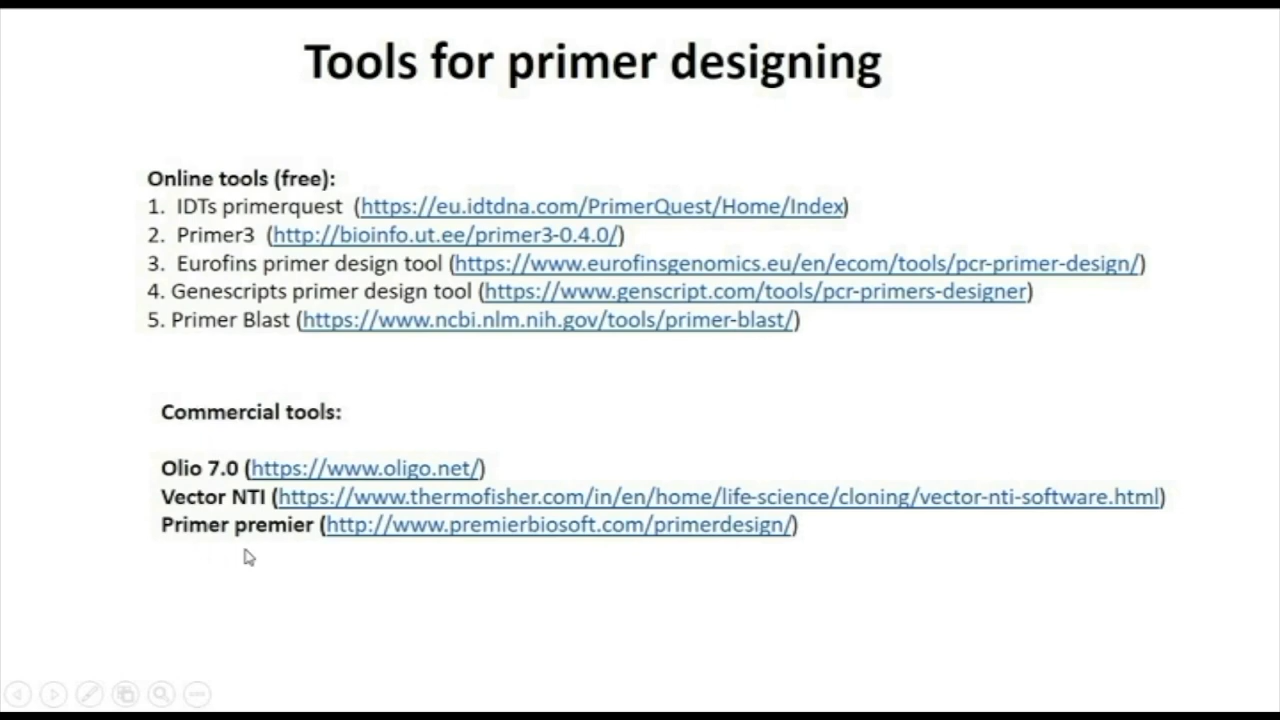 Tools for primer designing
Online tools (free):
1. IDTs primerquest (https://eu.idtdna.com/PrimerQuest/Home/Index)
2. Primer3 (http://bioinfo.ut.ee/primer3-0.4.0/)
3. Eurofins primer design tool (https://www.eurofinsgenomics.eu/en/ecom/tools/pcr-primer-design/)
4. Genescripts primer design tool (https://www.genscript.com/tools/pcr-primers-designer)
5. Primer Blast (https://www.ncbi.nlm.nih.gov/tools/primer-blast/)
Commercial tools:
Olio 7.0 (https://www.oligo.net/)
Vector NTI (https://www.thermofisher.com/in/en/home/life-science/cloning/vector-nti-software.html)
Primer premier (http://www.premierbiosoft.com/primerdesign/)